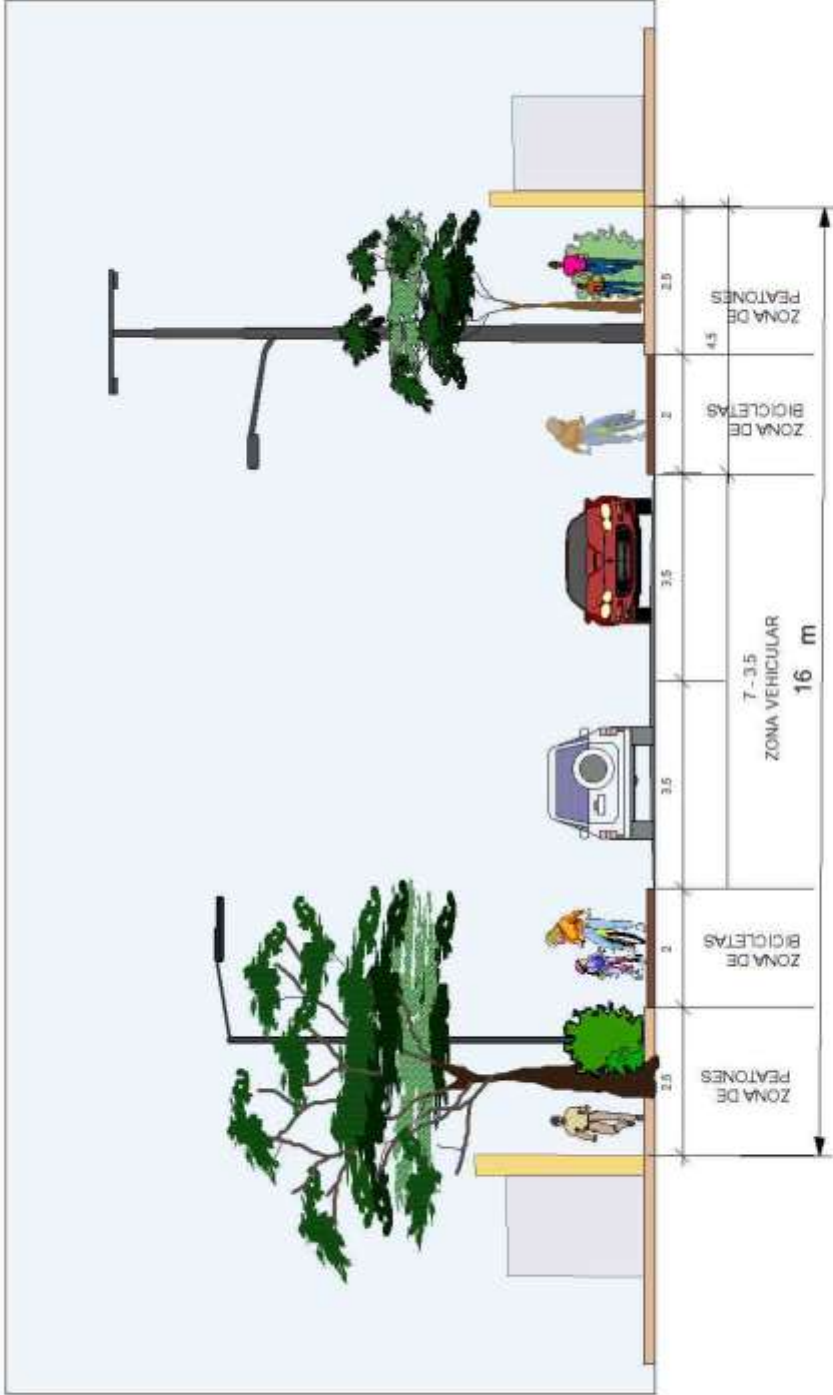 2.5
2
3.5
3.5
2
2.5
4.5
ZONA DE
PEATONES
ZONA DE
BICICLETAS
7 - 3.5
ZONA VEHICULAR
ZONA DE
BICICLETAS
ZONA DE
PEATONES
16 m